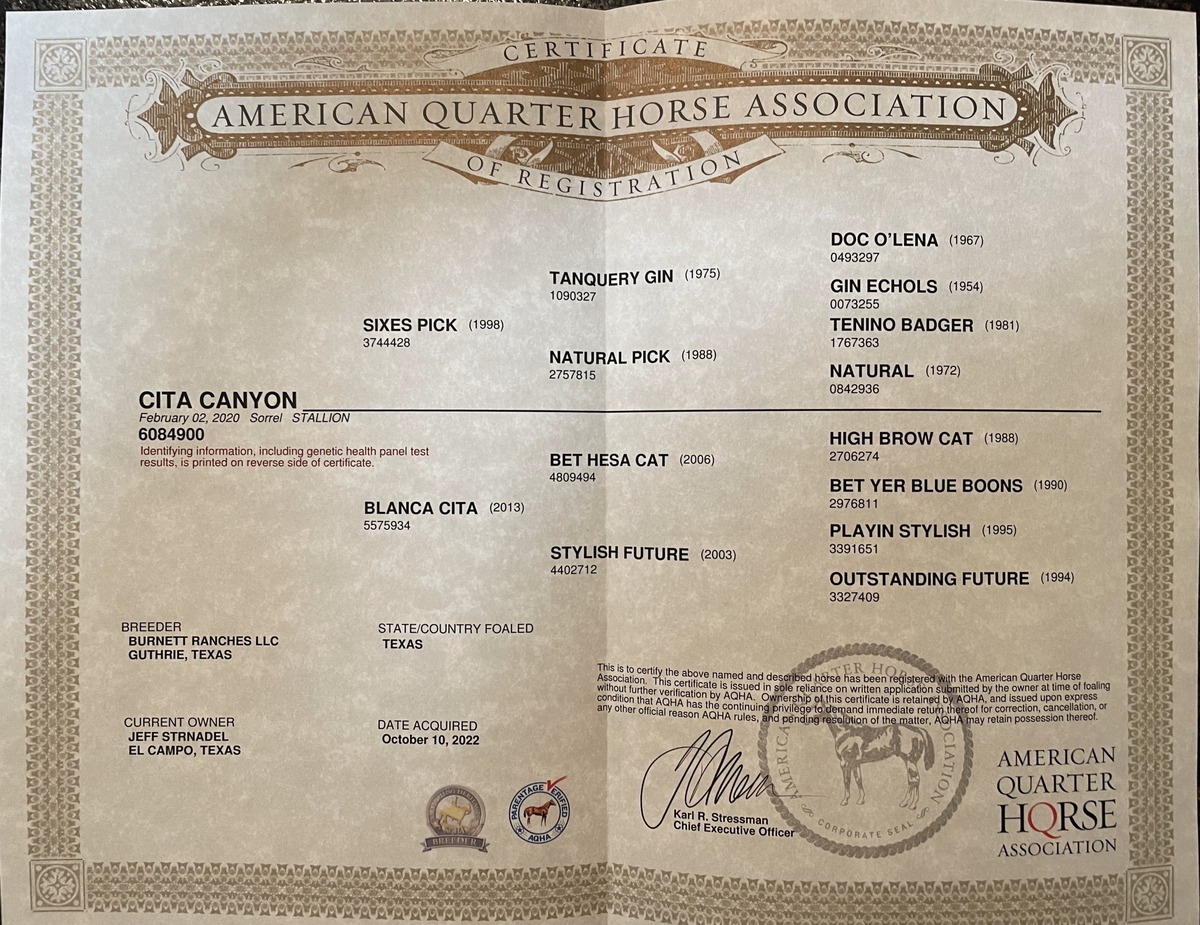 CERTIFICATE
AMERICAN QUARTER HORSE ASSOCIATION
OF REGISTRATION
DOC O'LENA (1967)
0493297
TANQUERY GIN (1975)
1090327
GIN ECHOLS (1954)
0073255
SIXES PICK (1998)
3744428
TENINO BADGER (1981)
1767363
NATURAL PICK (1988)
2757815
NATURAL (1972)
0842936
CITA CANYON
February 02, 2020 Sorrel STALLION
6084900
Identifying information, including genetic health panel test
results, is printed on reverse side of certificate.
HIGH BROW CAT (1988)
2706274
BET HESA CAT (2006)
4809494
BET YER BLUE BOONS (1990)
2976811
BLANCA CITA (2013)
5575934
PLAYIN STYLISH (1995)
3391651
STYLISH FUTURE (2003)
4402712
OUTSTANDING FUTURE (1994)
3327409
BREEDER
BURNETT RANCHES LLC
GUTHRIE, TEXAS
STATE/COUNTRY FOALED
TEXAS
This is to certify the above named and described horse has been registered with the American Quarter Horse
Association. This certificate is issued in sole reliance on written application submitted by the owner at time of foaling
without further verification by AQHA. Ownership of this certificate is retained by AQHA, and issued upon express
condition that AQHA has the continuing privilege to demand immediate return thereof for correction, cancellation, or
any other official reason AQHA rules, and pending resolution of the matter, AQHA may retain possession thereof.
CURRENT OWNER
JEFF STRNADEL
EL CAMPO, TEXAS
DATE ACQUIRED
October 10, 2022
BREEDER
PARENTAGE VERIFIED
AQHA
Karl R. Stressman
Chief Executive Officer
AMERICAN QUARTER HORSE ASSOCIATION
CORPORATE SEAL
AMERICAN
QUARTER
HORSE
ASSOCIATION